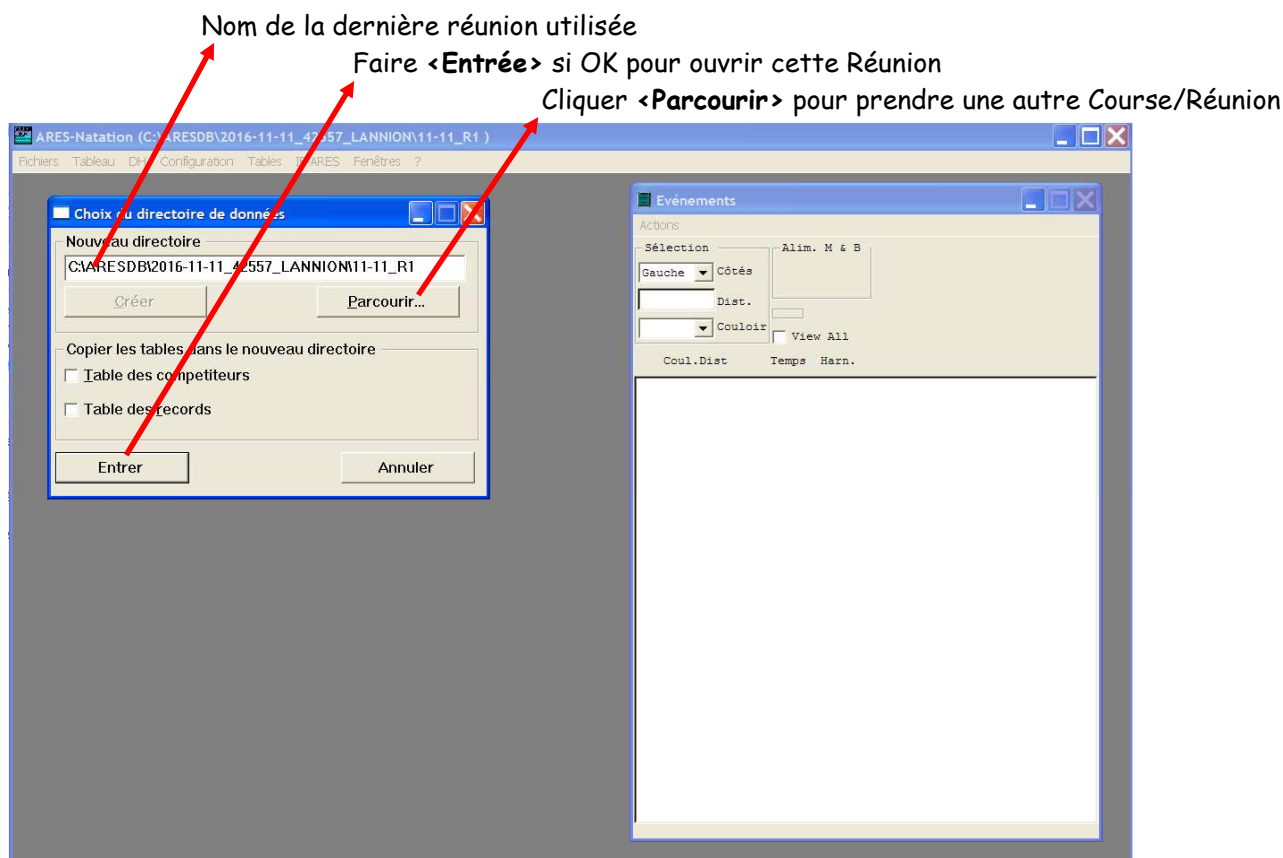 Nom de la dernière réunion utilisée
Faire <Entrée> si OK pour ouvrir cette Réunion
Cliquer <Parcourir> pour prendre une autre Course/Réunion
ARES-Natation (C:\ARESDB\2016-11-11_42557_LANNION\11-11_R1 )
Fichiers Tableau Configuration Tables Fenêtres ?
Choix du directoire de données
Nouveau directoire
C:\ARESDB\2016-11-11_42557_LANNION\11-11_R1
Créer Parcourir...
Copier les tables dans le nouveau directoire
Table des competiteurs
Table des records
Entrer Annuler
Evénements
Actions
Sélection Alim. M & B
Gauche Côtés
Dist.
Couloir View All
Coul.Dist Temps Harn.